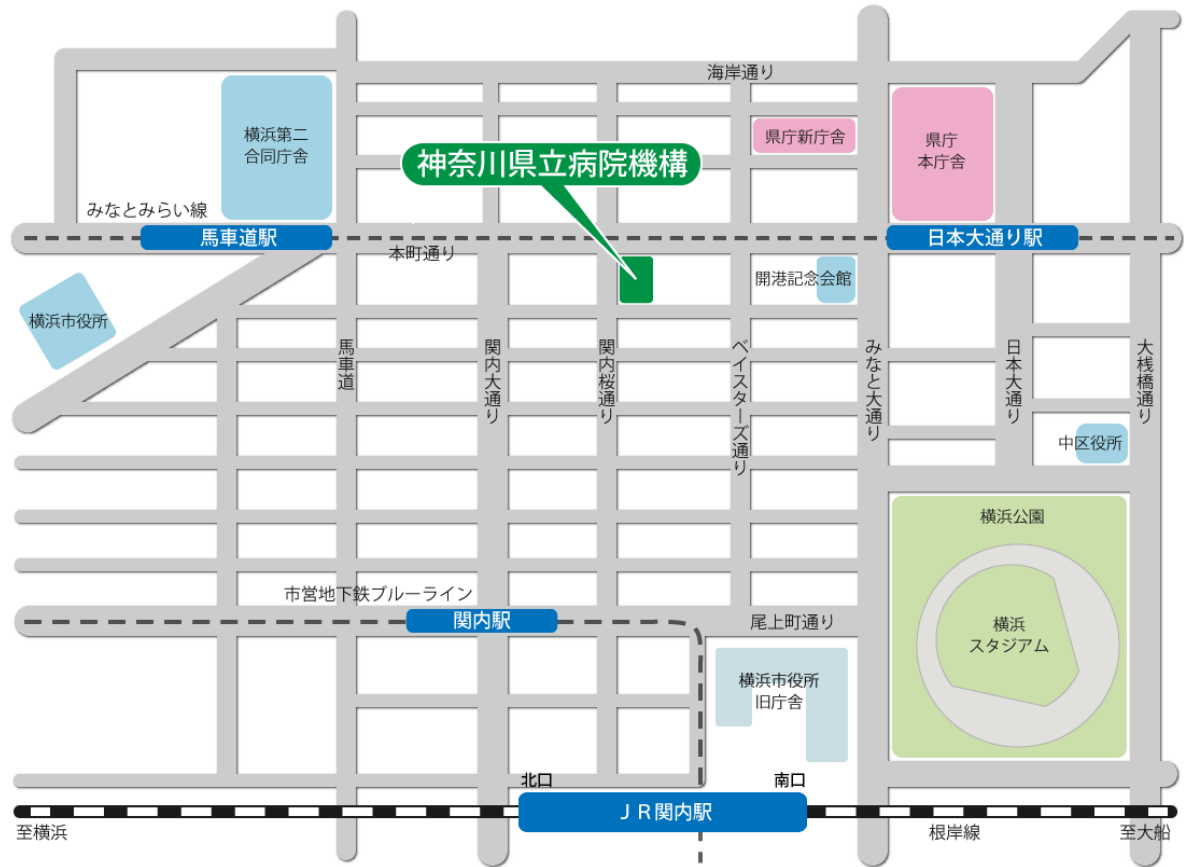 海岸通り
横浜第二
合同庁舎
県庁新庁舎
県庁
本庁舎
神奈川県立病院機構
みなとみらい線
馬車道駅
日本大通り駅
本町通り
開港記念会館
横浜市役所
馬車道
関内大通り
関内桜通り
ベイスターズ通り
みなと大通り
日本大通り
大桟橋通り
中区役所
横浜公園
市営地下鉄ブルーライン
関内駅
尾上町通り
横浜
スタジアム
横浜市役所
旧庁舎
北口
南口
ＪＲ関内駅
至横浜
根岸線
至大船